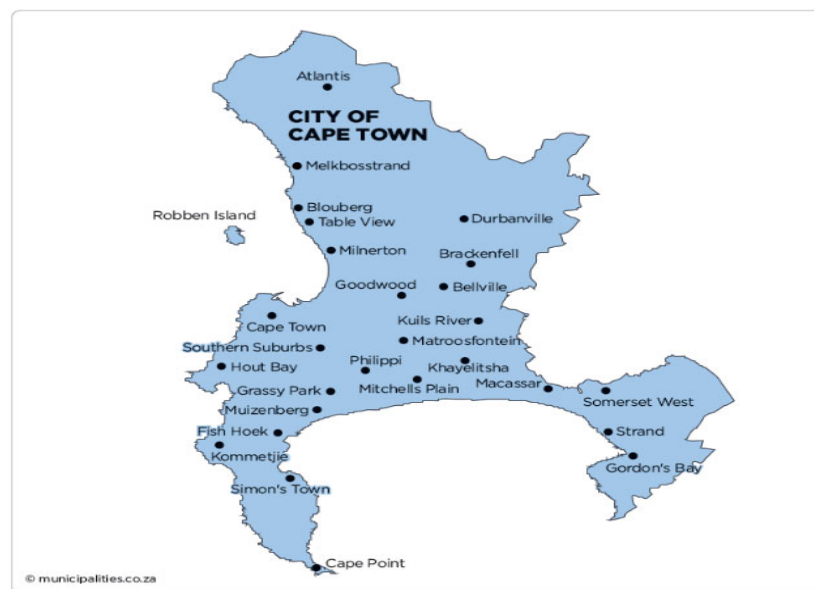 Atlantis
CITY OF
CAPE TOWN
Melkbosstrand
Blouberg
Robben Island
Table View
Durbanville
Milnerton
Brackenfell
Goodwood
Bellville
Cape Town
Kuils River
Southern Suburbs
Matroosfontein
Hout Bay
Philippi
Khayelitsha
Grassy Park
Mitchells Plain
Macassar
Somerset West
Muizenberg
Fish Hoek
Strand
Kommetjie
Gordon's Bay
Simon's Town
Cape Point
© municipalities.co.za